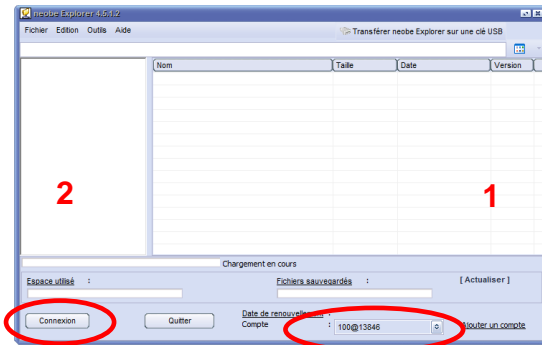 neobe Explorer 4.5.1.2
Fichier Edition Outils Aide Transférer neobe Explorer sur une clé USB
Nom Taille Date Version
2 1
Chargement en cours
Espace utilisé : Fichiers sauvegardés : [ Actualiser ]
Connexion Quitter Date de renouvellement :
Compte : 100@13846 Ajouter un compte